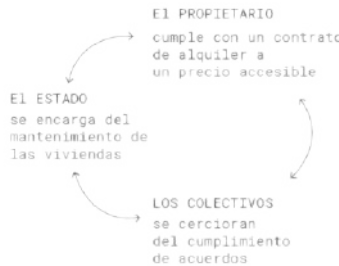 El PROPIETARIO
cumple con un contrato
de alquiler a
un precio accesible
El ESTADO
se encarga del
mantenimiento de
las viviendas
LOS COLECTIVOS
se cercioran
del cumplimiento
de acuerdos